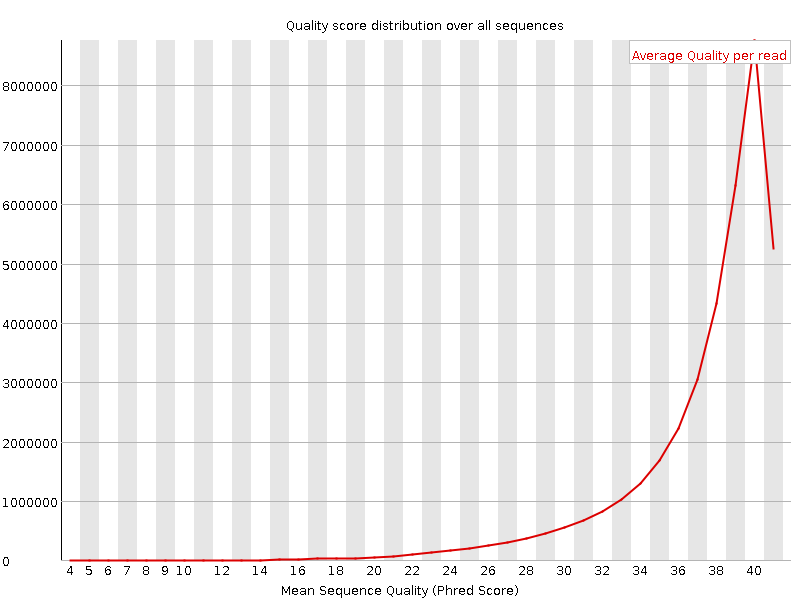 Quality score distribution over all sequences
Average Quality per read
8000000
7000000
6000000
5000000
4000000
3000000
2000000
1000000
0
4 5 6 7 8 9 10 12 14 16 18 20 22 24 26 28 30 32 34 36 38 40
Mean Sequence Quality (Phred Score)